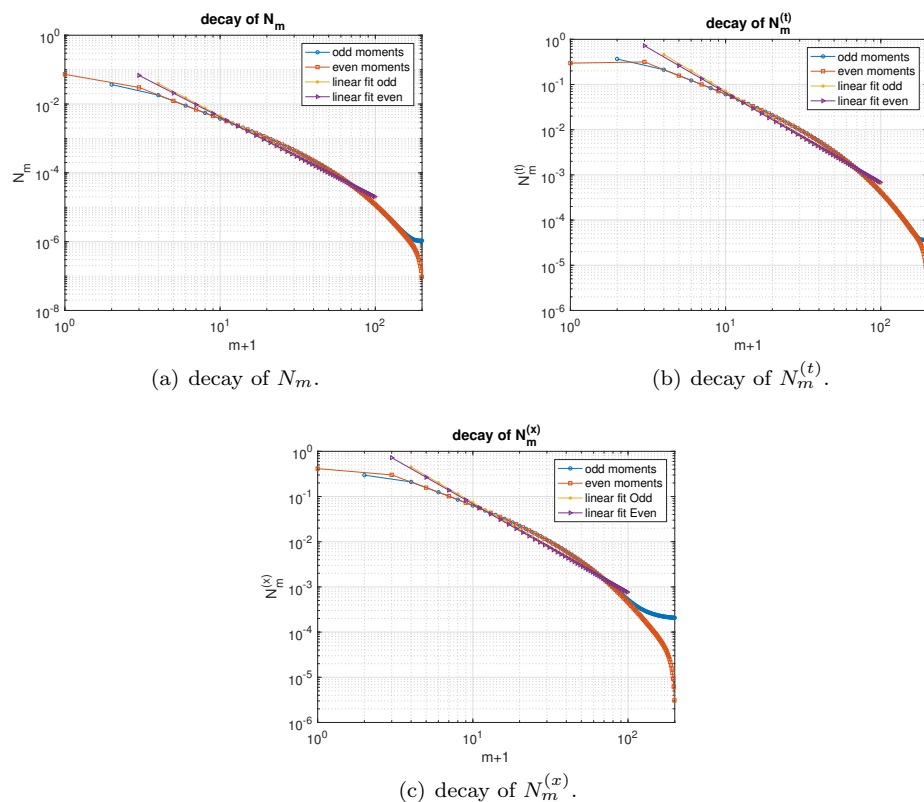 decay of N_m
N_m
10^0
10^-2
10^-4
10^-6
10^-8
10^0
10^1
10^2
m+1
odd moments
even moments
linear fit odd
linear fit even
(a) decay of N_m.
decay of N_m^(t)
N_m^(t)
10^1
10^0
10^-1
10^-2
10^-3
10^-4
10^-5
10^-6
10^0
10^1
10^2
m+1
odd moments
even moments
linear fit odd
linear fit even
(b) decay of N_m^(t).
decay of N_m^(x)
N_m^(x)
10^0
10^-1
10^-2
10^-3
10^-4
10^-5
10^-6
10^0
10^1
10^2
m+1
odd moments
even moments
linear fit Odd
linear fit Even
(c) decay of N_m^(x).